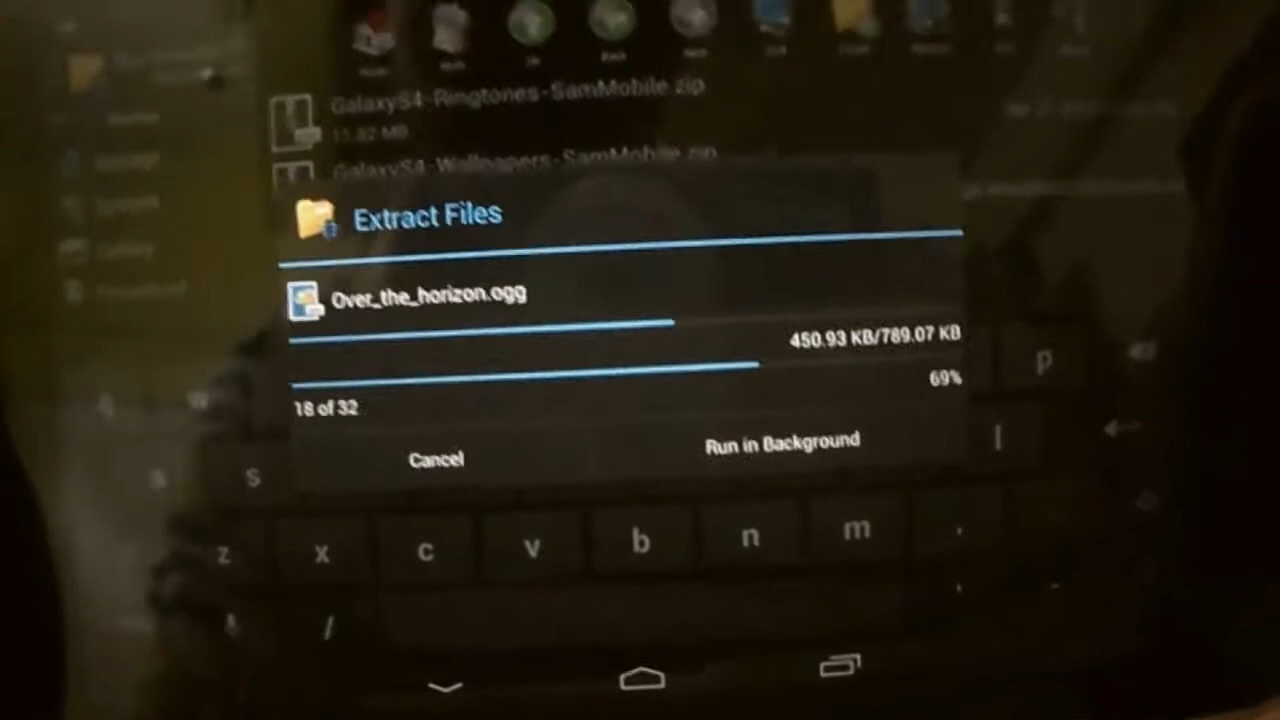 GalaxyS4-Ringtones-SamMobile.zip
11.82 MB
GalaxyS4-Wallpapers-SamMobile.zip
Extract Files
Over_the_horizon.ogg
450.93 KB/789.07 KB
69%
18 of 32
Cancel
Run in Background
p
a s l
z x c v b n m ,
/